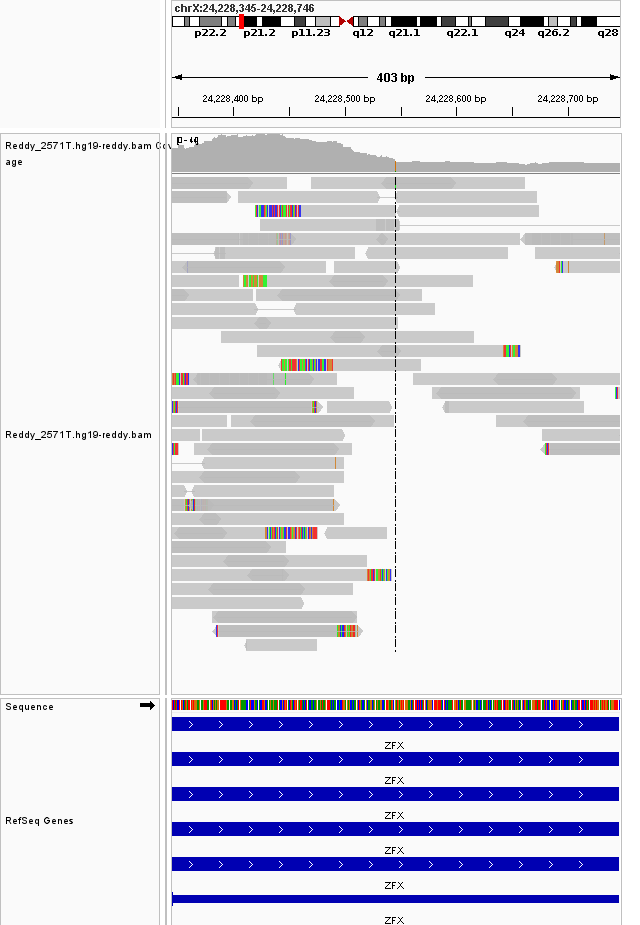 chrX:24,228,345-24,228,746
p22.2 p21.2 p11.23 q12 q21.1 q22.1 q24 q26.2 q28
403 bp
24,228,400 bp 24,228,500 bp 24,228,600 bp 24,228,700 bp
Reddy_2571T.hg19-reddy.bam Cov
age
Reddy_2571T.hg19-reddy.bam
Sequence
ZFX
ZFX
ZFX
RefSeq Genes
ZFX
ZFX
ZFX